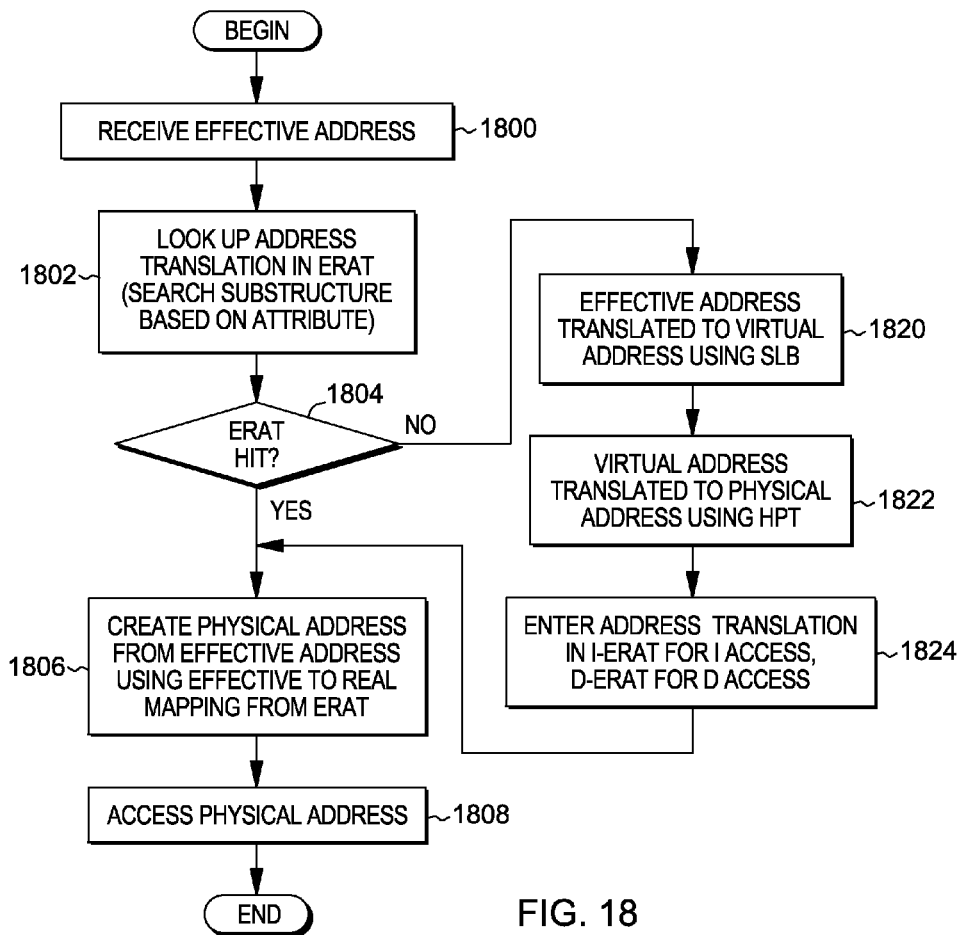 BEGIN
RECEIVE EFFECTIVE ADDRESS
1800
LOOK UP ADDRESS
TRANSLATION IN ERAT
(SEARCH SUBSTRUCTURE
BASED ON ATTRIBUTE)
1802
1804
ERAT
HIT?
NO
YES
EFFECTIVE ADDRESS
TRANSLATED TO VIRTUAL
ADDRESS USING SLB
1820
VIRTUAL ADDRESS
TRANSLATED TO PHYSICAL
ADDRESS USING HPT
1822
ENTER ADDRESS TRANSLATION
IN I-ERAT FOR I ACCESS,
D-ERAT FOR D ACCESS
1824
CREATE PHYSICAL ADDRESS
FROM EFFECTIVE ADDRESS
USING EFFECTIVE TO REAL
MAPPING FROM ERAT
1806
ACCESS PHYSICAL ADDRESS
1808
END
FIG. 18